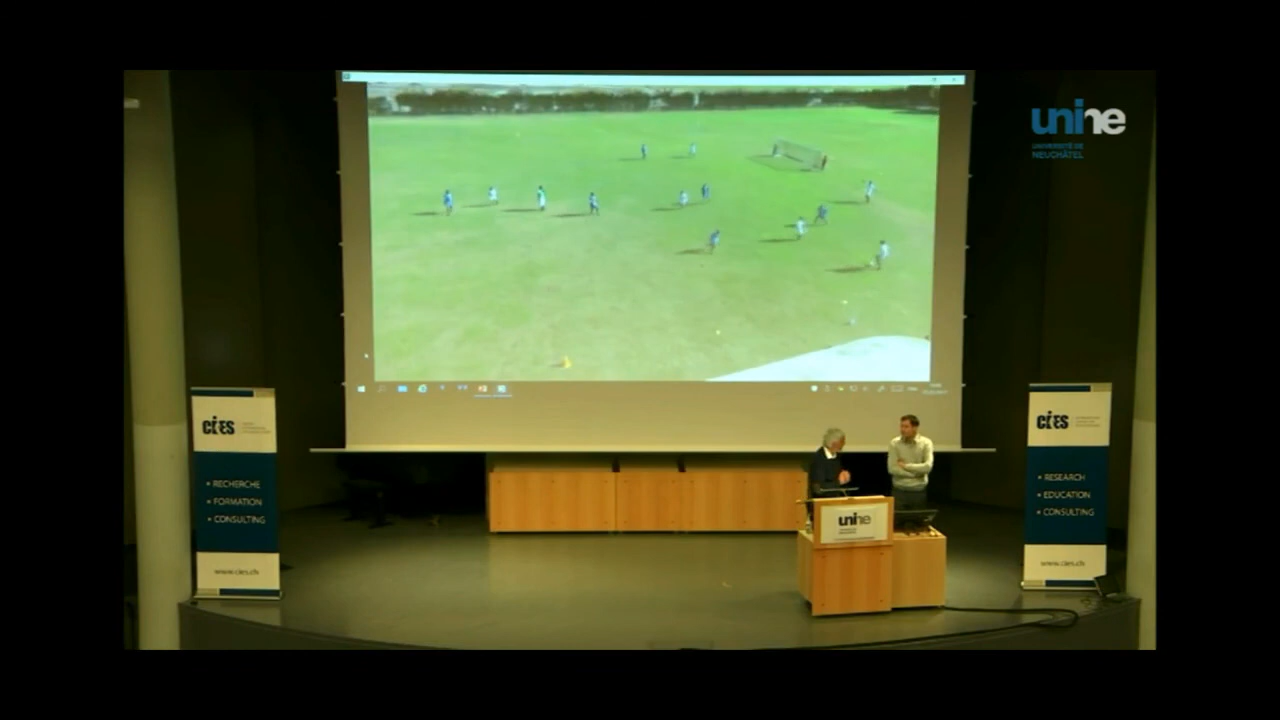 unine
UNIVERSITÉ DE
NEUCHÂTEL
CIES
• RECHERCHE
• FORMATION
• CONSULTING
www.cies.ch
unine
CIES
• RESEARCH
• EDUCATION
• CONSULTING
www.cies.ch